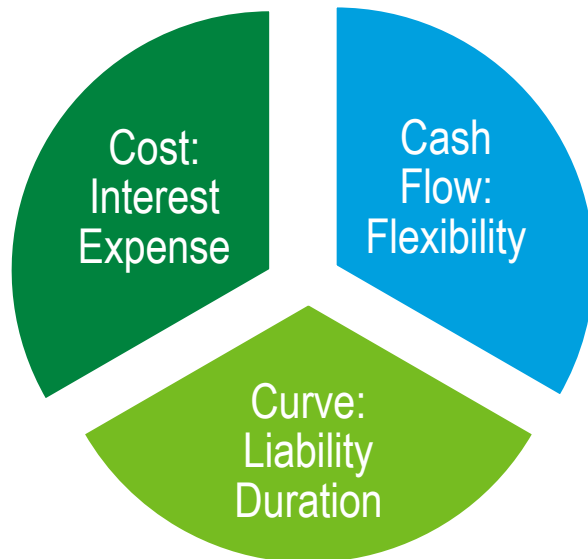 Cost:
Interest
Expense
Cash
Flow:
Flexibility
Curve:
Liability
Duration